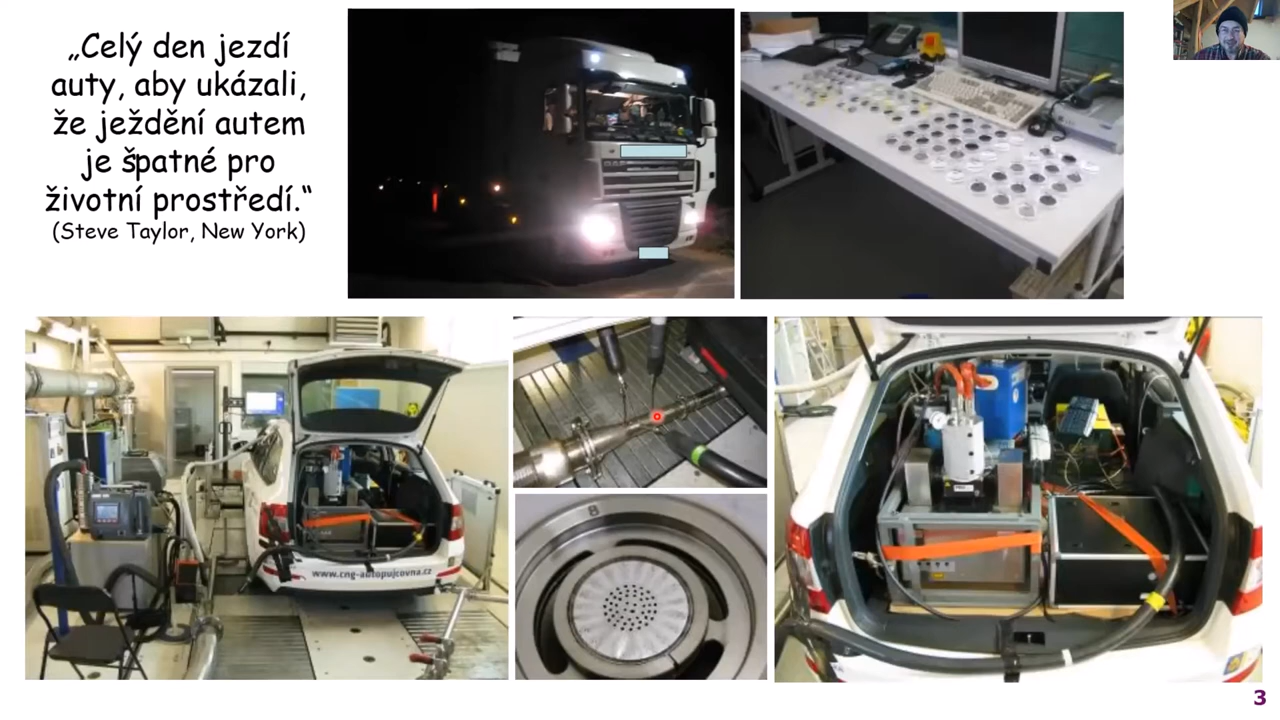 „Celý den jezdí
auty, aby ukázali,
že ježdění autem
je špatné pro
životní prostředí.“
(Steve Taylor, New York)
www.cng-autopujcovna.cz
8
3